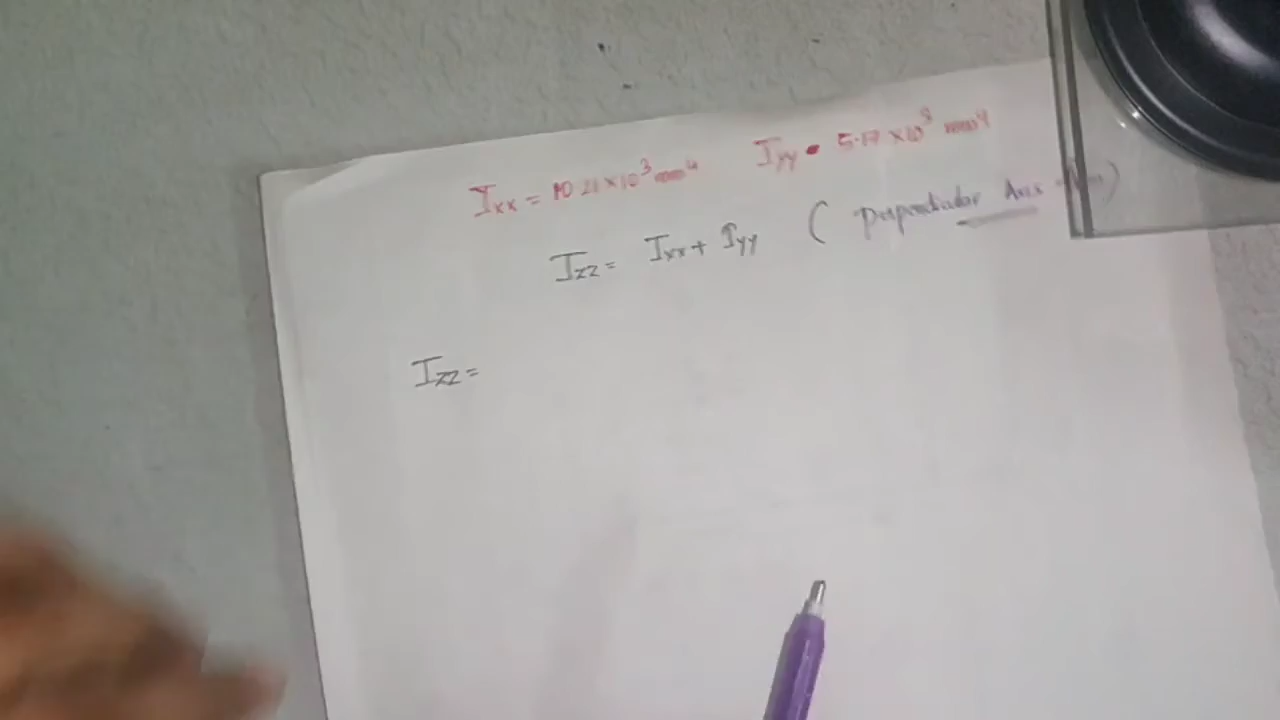 Ixx = 10.21×10³ mm⁴ Iyy = 5.17×10³ mm⁴
Izz = Ixx + Iyy ( perpendicular Axis )
Izz =